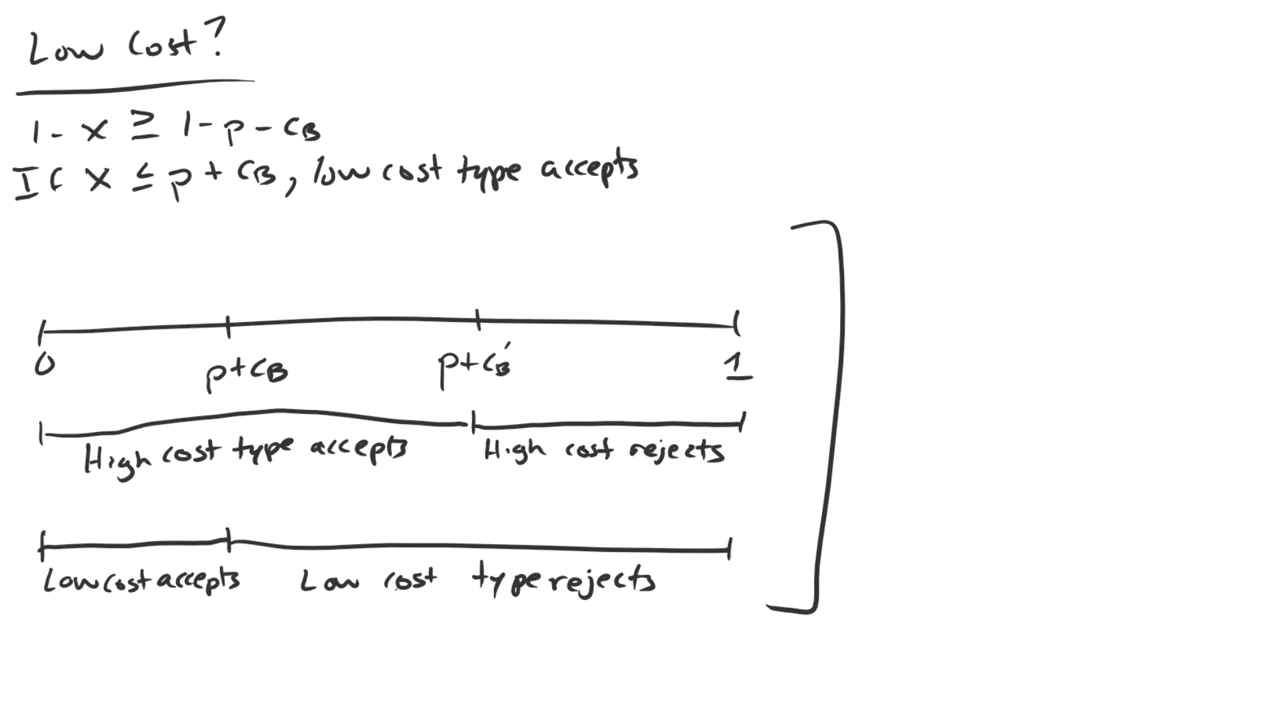 Low Cost?
1 - x ≥ 1 - p - cB
If x ≤ p + cB, low cost type accepts
0 p+cB p+cB′ 1
High cost type accepts High cost rejects
Low cost accepts Low cost type rejects